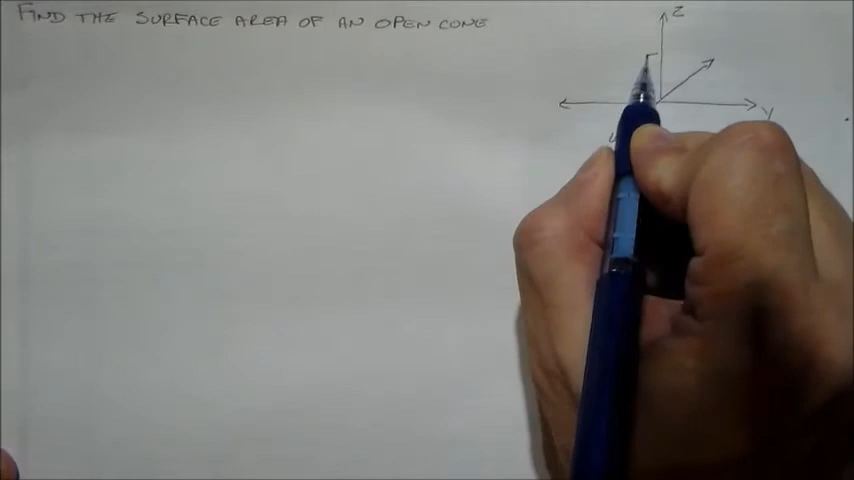 FIND THE SURFACE AREA OF AN OPEN CONE
Z
Y